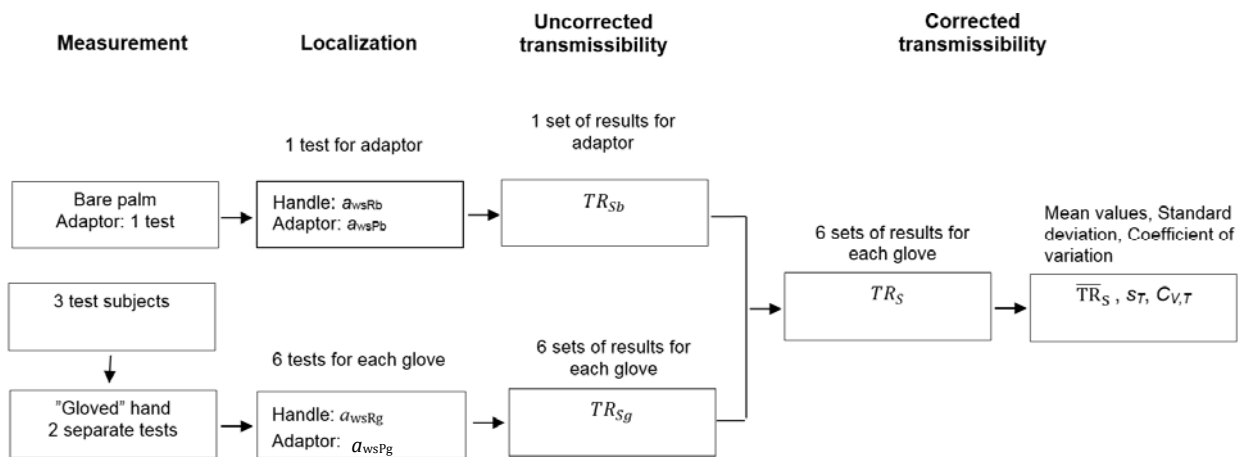 Measurement
Localization
Uncorrected
transmissibility
Corrected
transmissibility
1 test for adaptor
1 set of results for
adaptor
Bare palm
Adaptor: 1 test
Handle: awsRb
Adaptor: awsPb
TRSb
3 test subjects
6 tests for each glove
6 sets of results for
each glove
"Gloved" hand
2 separate tests
Handle: awsRg
Adaptor: awsPg
TRSg
6 sets of results for
each glove
TRS
Mean values, Standard
deviation, Coefficient of
variation
T̅R̅S , sT, CV,T